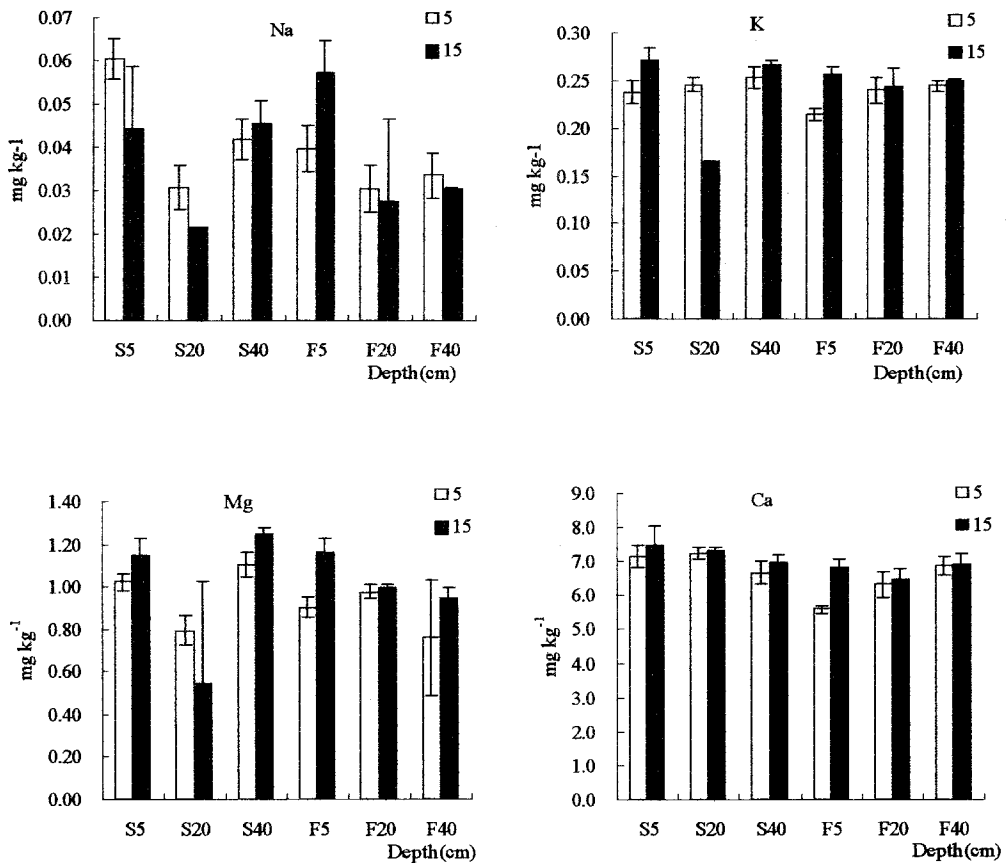 Na
5
15
0.07
0.06
0.05
0.04
0.03
0.02
0.01
0.00
mg kg-1
S5 S20 S40 F5 F20 F40
Depth(cm)
K
5
15
0.30
0.25
0.20
0.15
0.10
0.05
0.00
mg kg-1
S5 S20 S40 F5 F20 F40
Depth(cm)
Mg
5
15
1.40
1.20
1.00
0.80
0.60
0.40
0.20
0.00
mg kg-1
S5 S20 S40 F5 F20 F40
Depth(cm)
Ca
5
15
9.0
8.0
7.0
6.0
5.0
4.0
3.0
2.0
1.0
0.0
mg kg-1
S5 S20 S40 F5 F20 F40
Depth(cm)